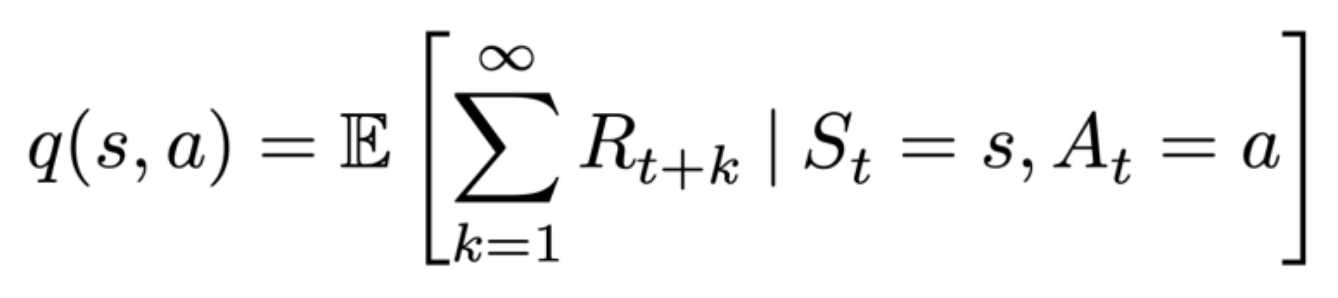 q(s, a) = 𝔼 [ ∑_{k=1}^{∞} R_{t+k} | S_t = s, A_t = a ]